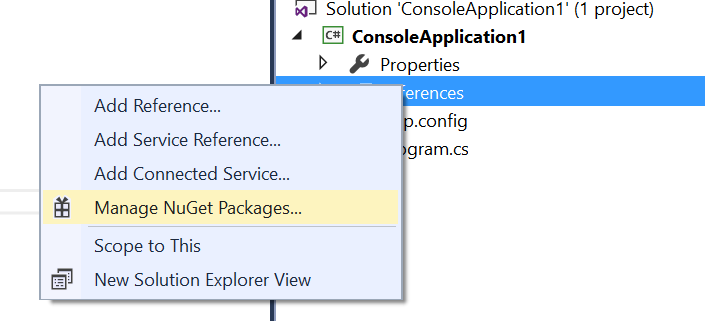 Solution 'ConsoleApplication1' (1 project)
C# ConsoleApplication1
Properties
ferences
p.config
ogram.cs
Add Reference...
Add Service Reference...
Add Connected Service...
Manage NuGet Packages...
Scope to This
New Solution Explorer View